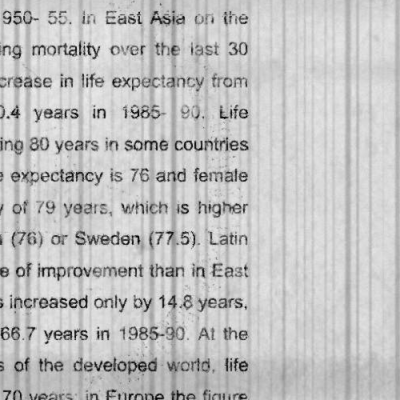 950- 55. In East Asia on the
ing mortality over the last 30
crease in life expectancy from
0.4 years in 1985- 90. Life
ing 80 years in some countries
e expectancy is 76 and female
y of 79 years, which is higher
(76) or Sweden (77.5). Latin
e of improvement than in East
s increased only by 14.8 years,
66.7 years in 1985-90. At the
s of the developed world, life
70 years; in Europe the figure